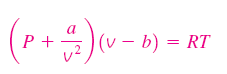 (P + a/v²)(v − b) = RT